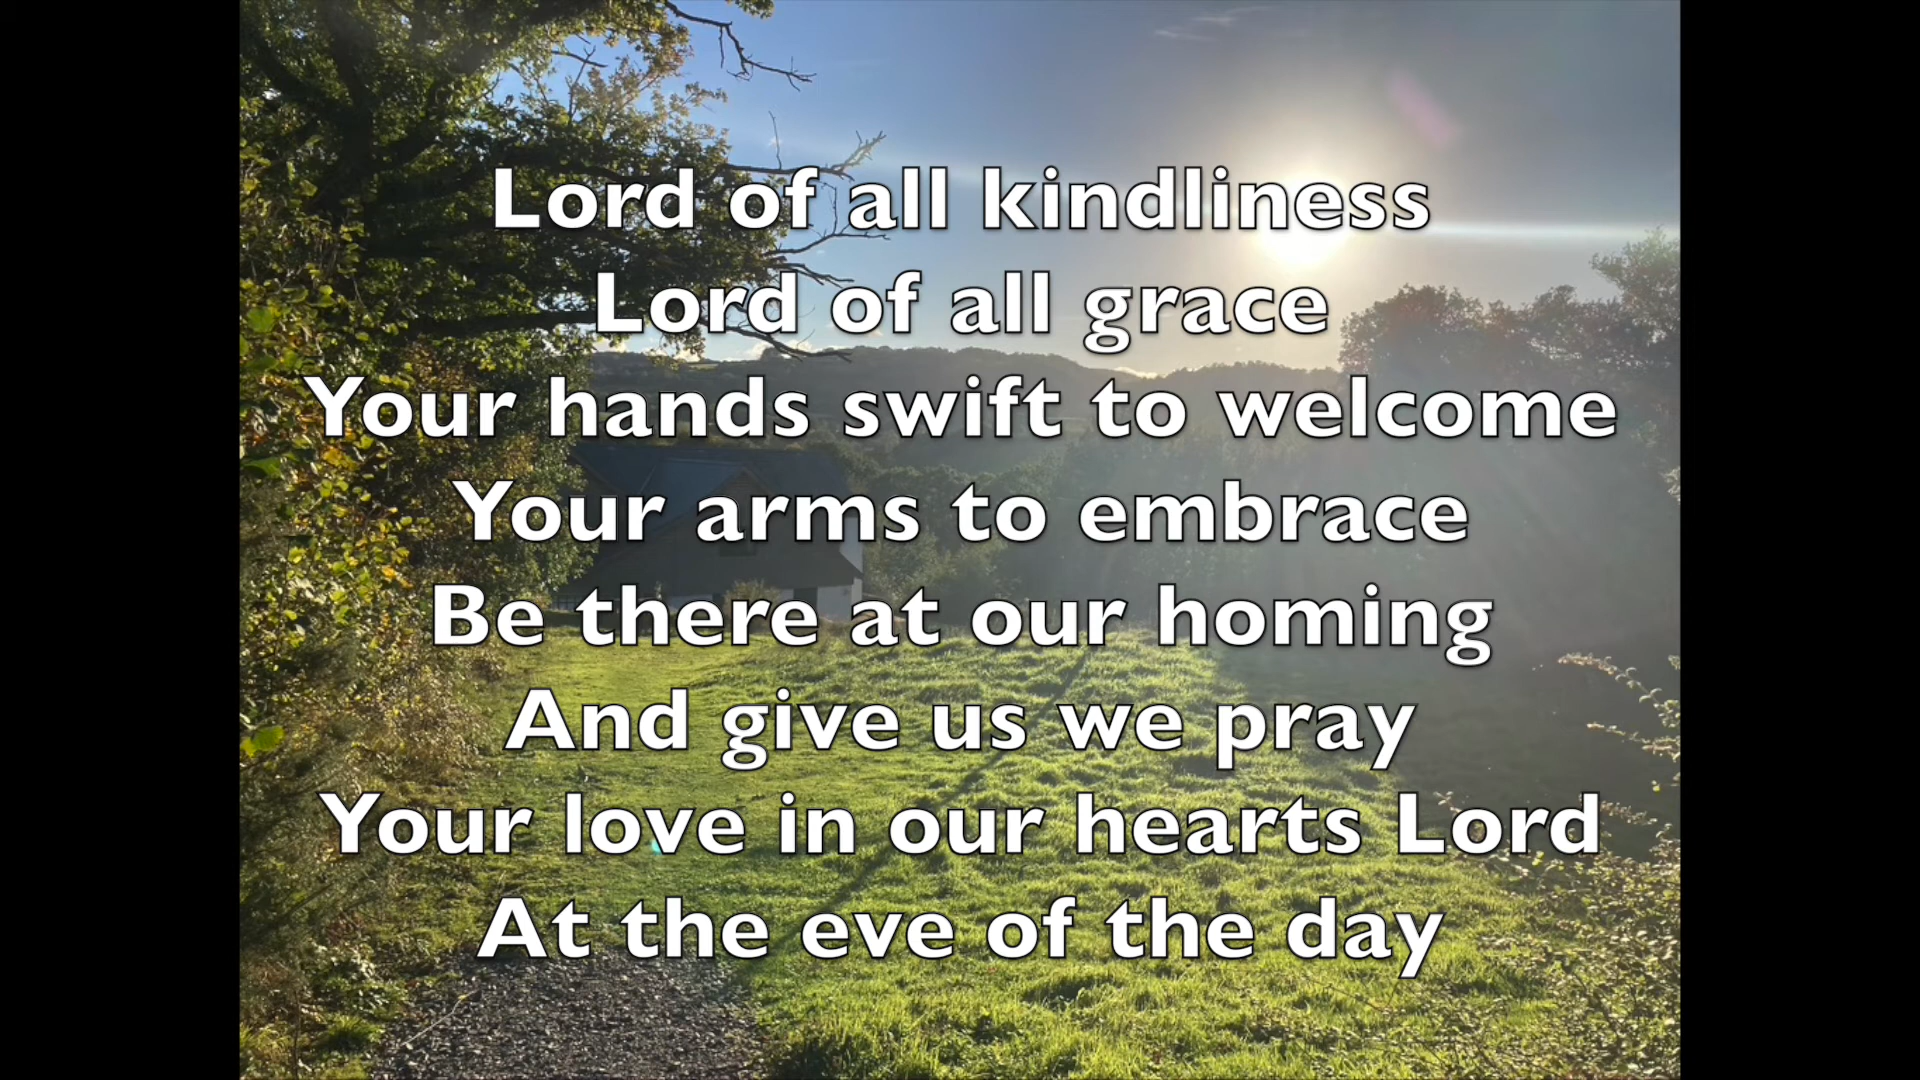 Lord of all kindliness
Lord of all grace
Your hands swift to welcome
Your arms to embrace
Be there at our homing
And give us we pray
Your love in our hearts Lord
At the eve of the day